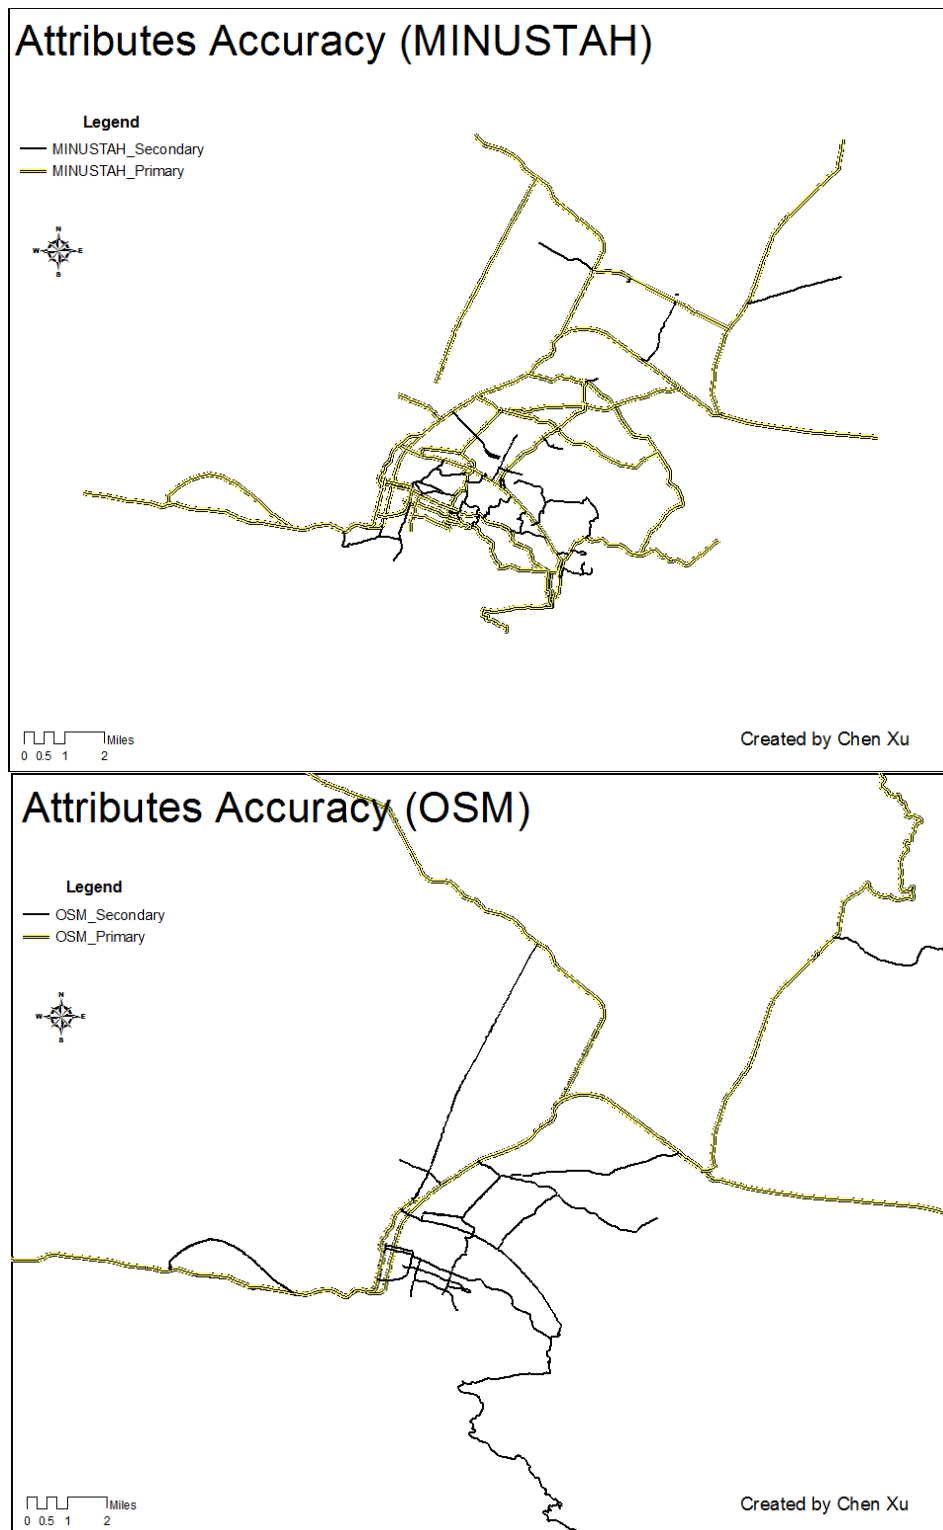 Attributes Accuracy (MINUSTAH)
Legend
MINUSTAH_Secondary
MINUSTAH_Primary
N
W E
S
Miles
0 0.5 1 2
Created by Chen Xu
Attributes Accuracy (OSM)
Legend
OSM_Secondary
OSM_Primary
N
W E
S
Miles
0 0.5 1 2
Created by Chen Xu